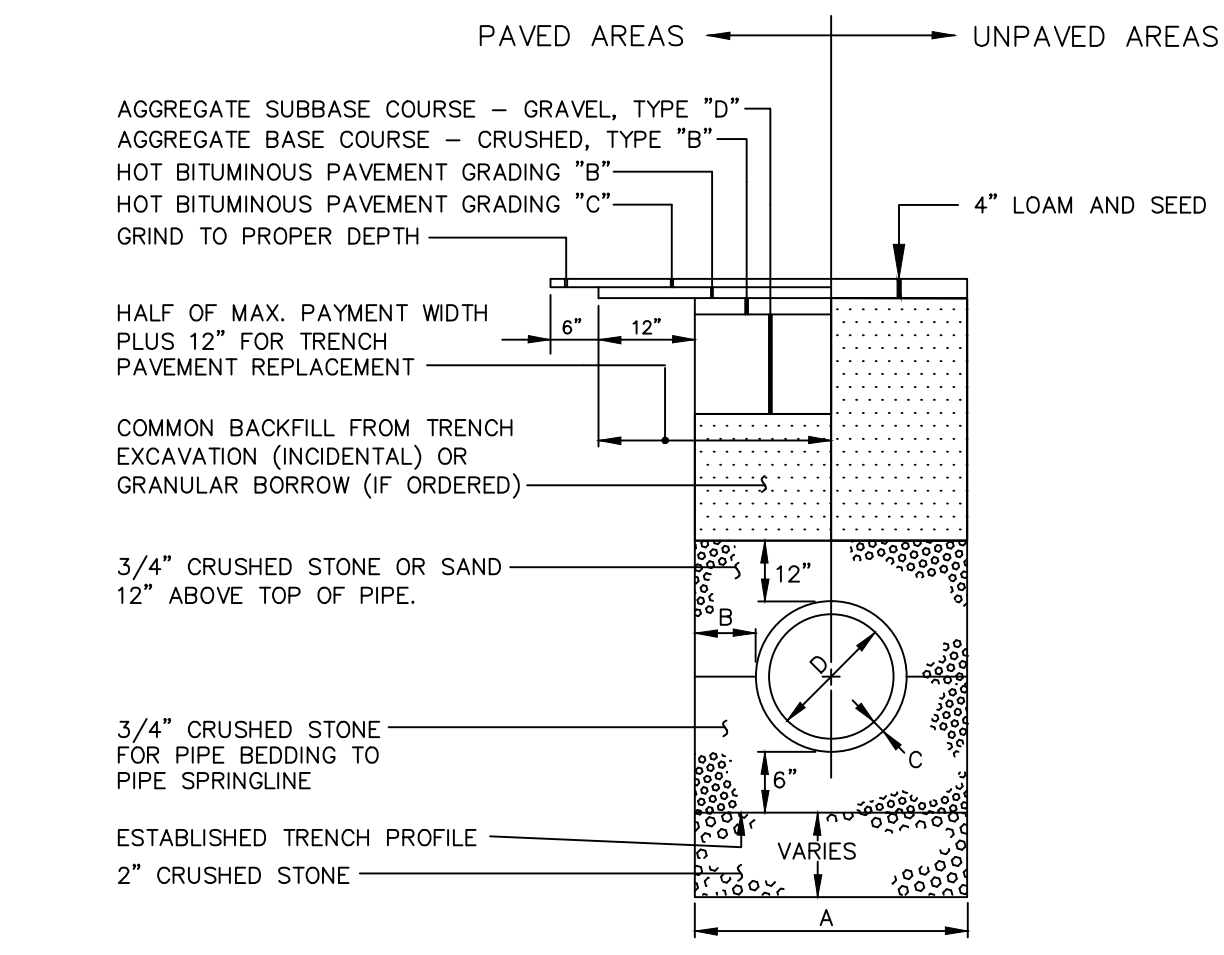 PAVED AREAS
UNPAVED AREAS
AGGREGATE SUBBASE COURSE – GRAVEL, TYPE "D"
AGGREGATE BASE COURSE – CRUSHED, TYPE "B"
HOT BITUMINOUS PAVEMENT GRADING "B"
HOT BITUMINOUS PAVEMENT GRADING "C"
4" LOAM AND SEED
GRIND TO PROPER DEPTH
HALF OF MAX. PAYMENT WIDTH
PLUS 12" FOR TRENCH
PAVEMENT REPLACEMENT
6"
12"
COMMON BACKFILL FROM TRENCH
EXCAVATION (INCIDENTAL) OR
GRANULAR BORROW (IF ORDERED)
3/4" CRUSHED STONE OR SAND
12" ABOVE TOP OF PIPE.
12"
B
D
3/4" CRUSHED STONE
FOR PIPE BEDDING TO
PIPE SPRINGLINE
C
6"
ESTABLISHED TRENCH PROFILE
VARIES
2" CRUSHED STONE
A